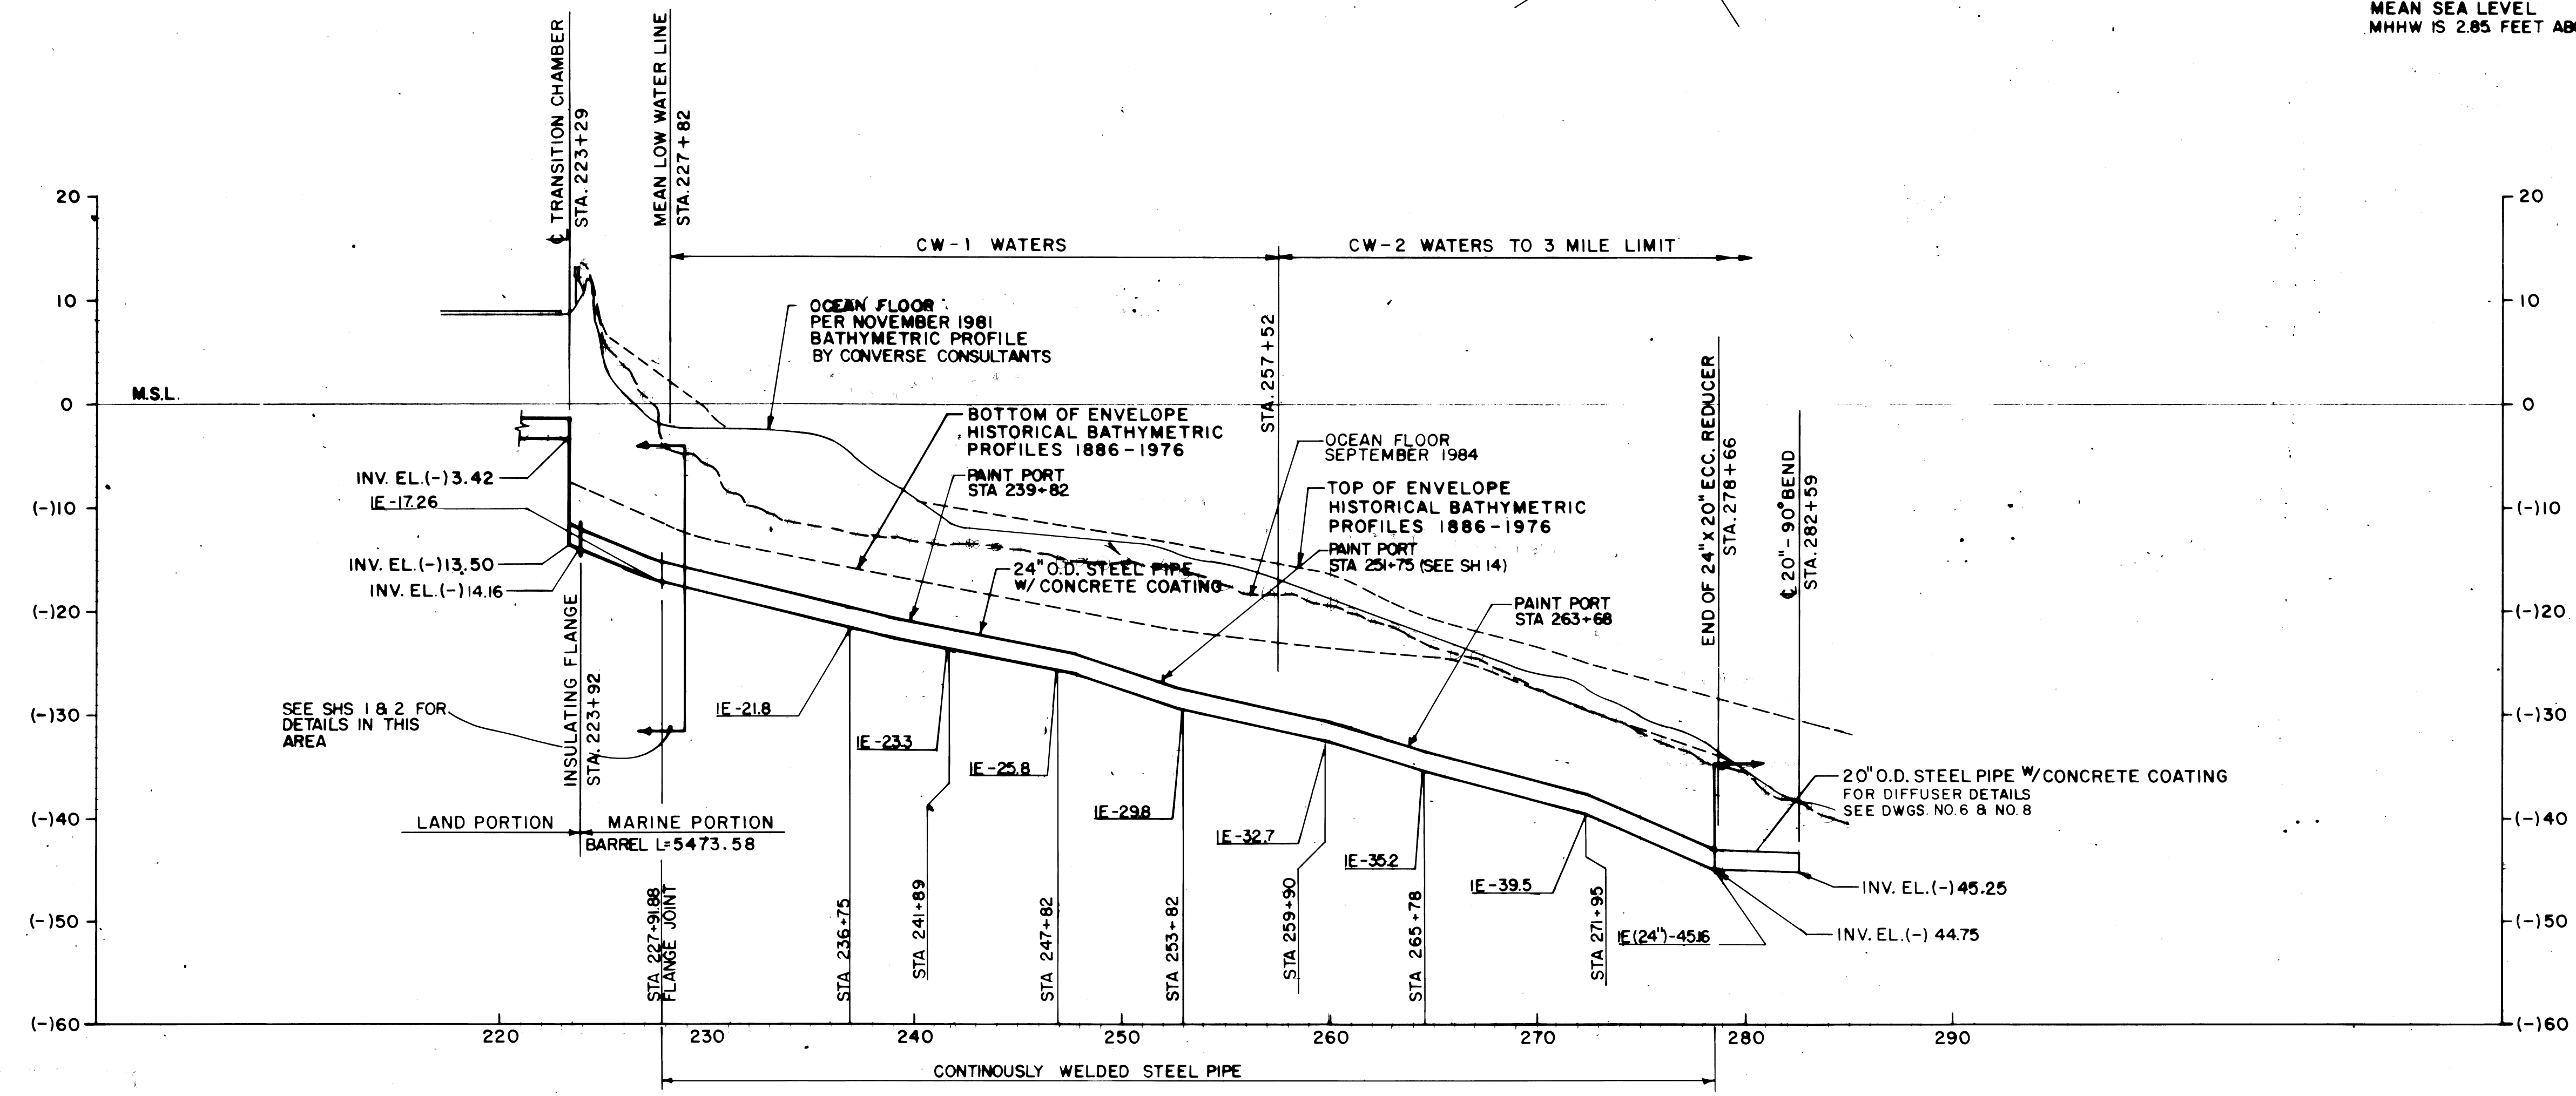 MEAN SEA LEVEL
MHHW IS 2.85 FEET
℄ TRANSITION CHAMBER
STA. 223+29
MEAN LOW WATER LINE
STA. 227+82
20
10
0
(-)10
(-)20
(-)30
(-)40
(-)50
(-)60
M.S.L.
CW-1 WATERS
CW-2 WATERS TO 3 MILE LIMIT
OCEAN FLOOR
PER NOVEMBER 1981
BATHYMETRIC PROFILE
BY CONVERSE CONSULTANTS
STA. 257+52
BOTTOM OF ENVELOPE
HISTORICAL BATHYMETRIC
PROFILES 1886-1976
PAINT PORT
STA 239+82
OCEAN FLOOR
SEPTEMBER 1984
TOP OF ENVELOPE
HISTORICAL BATHYMETRIC
PROFILES 1886-1976
PAINT PORT
STA 251+75 (SEE SH 14)
24" O.D. STEEL PIPE
W/ CONCRETE COATING
PAINT PORT
STA 263+68
END OF 24" X 20" ECC. REDUCER
STA. 278+66
℄ 20" - 90° BEND
STA. 282+59
INV. EL.(-)3.42
IE-17.26
INV. EL.(-)13.50
INV. EL.(-)14.16
INSULATING FLANGE
STA. 223+92
SEE SHS 1 & 2 FOR
DETAILS IN THIS
AREA
LAND PORTION
MARINE PORTION
BARREL L=5473.58
IE-21.8
IE-23.3
IE-25.8
IE-29.8
IE-32.7
IE-35.2
IE-39.5
IE(24")-45.16
20" O.D. STEEL PIPE W/CONCRETE COATING
FOR DIFFUSER DETAILS
SEE DWGS. NO. 6 & NO. 8
INV. EL.(-)45.25
INV. EL.(-) 44.75
STA 227+91.88
FLANGE JOINT
STA 236+75
STA 241+89
STA 247+82
STA 253+82
STA 259+90
STA 265+78
STA 271+95
20
10
0
(-)10
(-)20
(-)30
(-)40
(-)50
(-)60
220
230
240
250
260
270
280
290
CONTINOUSLY WELDED STEEL PIPE